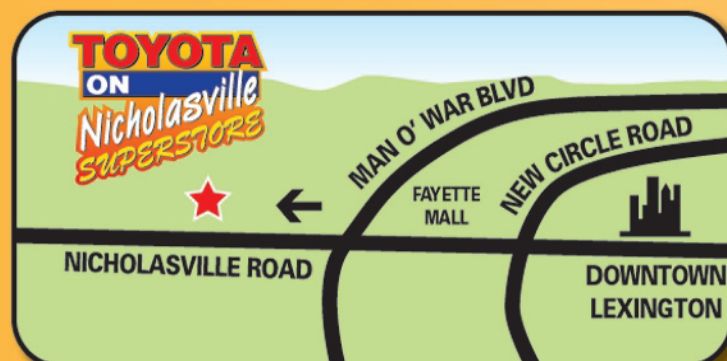 TOYOTA
ON
Nicholasville
SUPERSTORE
MAN O' WAR BLVD
NEW CIRCLE ROAD
FAYETTE
MALL
NICHOLASVILLE ROAD
DOWNTOWN
LEXINGTON